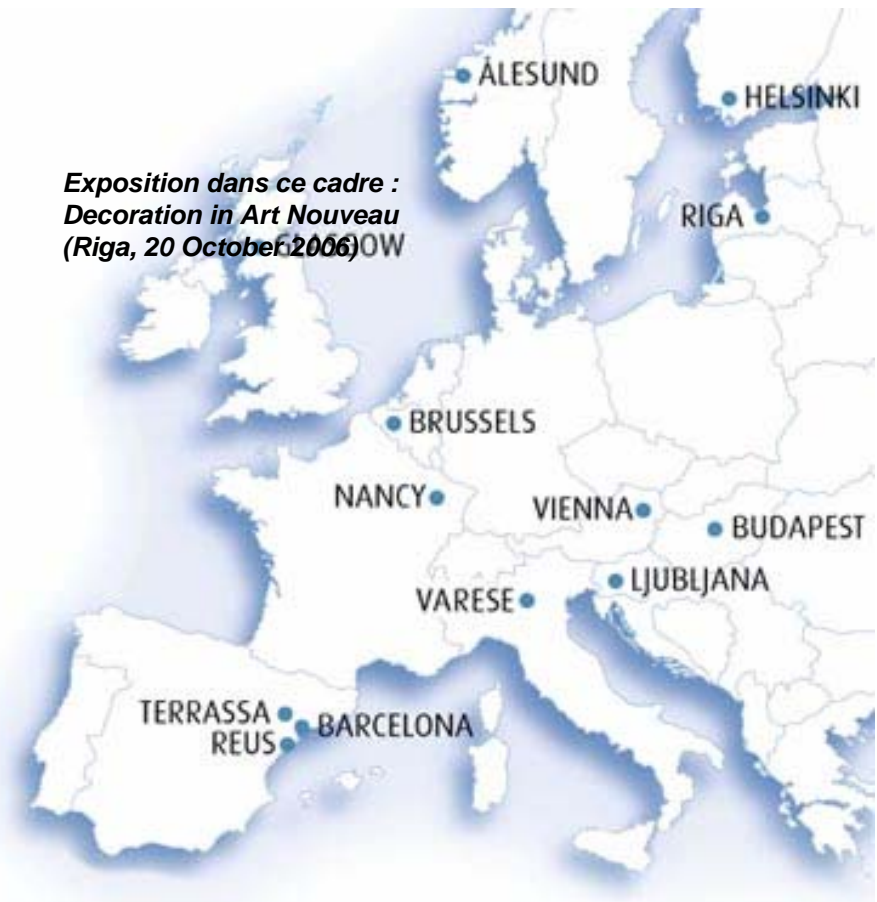 ÅLESUND
HELSINKI
Exposition dans ce cadre :
Decoration in Art Nouveau
(Riga, 20 October 2006)
RIGA
GLASGOW
BRUSSELS
NANCY
VIENNA
BUDAPEST
LJUBLJANA
VARESE
TERRASSA
BARCELONA
REUS